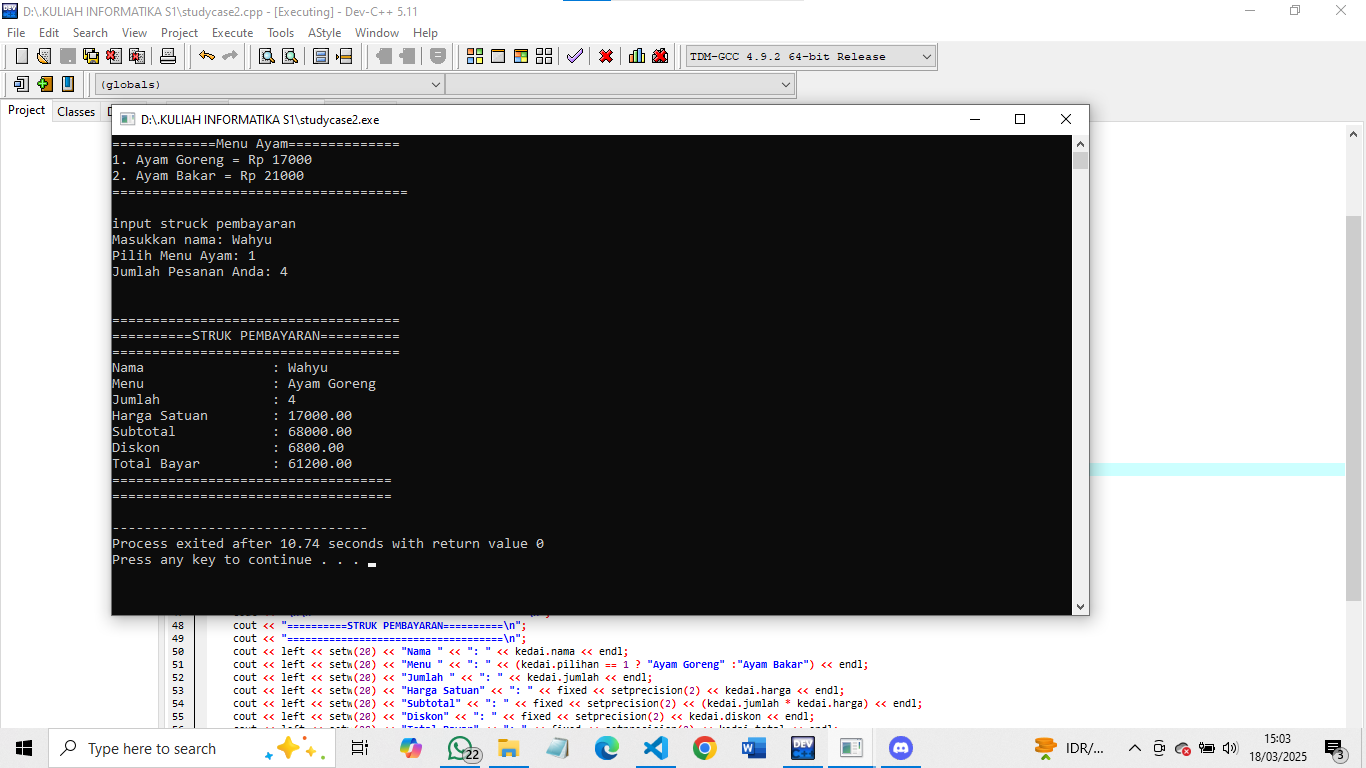 D:\.KULIAH INFORMATIKA S1\studycase2.cpp - [Executing] - Dev-C++ 5.11
File Edit Search View Project Execute Tools AStyle Window Help
TDM-GCC 4.9.2 64-bit Release
(globals)
Project Classes
D:\.KULIAH INFORMATIKA S1\studycase2.exe
=============Menu Ayam==============
1. Ayam Goreng = Rp 17000
2. Ayam Bakar = Rp 21000
=====================================
input struck pembayaran
Masukkan nama: Wahyu
Pilih Menu Ayam: 1
Jumlah Pesanan Anda: 4
====================================
==========STRUK PEMBAYARAN==========
====================================
Nama : Wahyu
Menu : Ayam Goreng
Jumlah : 4
Harga Satuan : 17000.00
Subtotal : 68000.00
Diskon : 6800.00
Total Bayar : 61200.00
===================================
===================================
--------------------------------
Process exited after 10.74 seconds with return value 0
Press any key to continue . . .
48 cout << "==========STRUK PEMBAYARAN==========\n";
49 cout << "====================================\n";
50 cout << left << setw(20) << "Nama " << ": " << kedai.nama << endl;
51 cout << left << setw(20) << "Menu " << ": " << (kedai.pilihan == 1 ? "Ayam Goreng" :"Ayam Bakar") << endl;
52 cout << left << setw(20) << "Jumlah " << ": " << kedai.jumlah << endl;
53 cout << left << setw(20) << "Harga Satuan" << ": " << fixed << setprecision(2) << kedai.harga << endl;
54 cout << left << setw(20) << "Subtotal" << ": " << fixed << setprecision(2) << (kedai.jumlah * kedai.harga) << endl;
55 cout << left << setw(20) << "Diskon" << ": " << fixed << setprecision(2) << kedai.diskon << endl;
Type here to search
22
DEV
IDR/...
15:03
18/03/2025
3